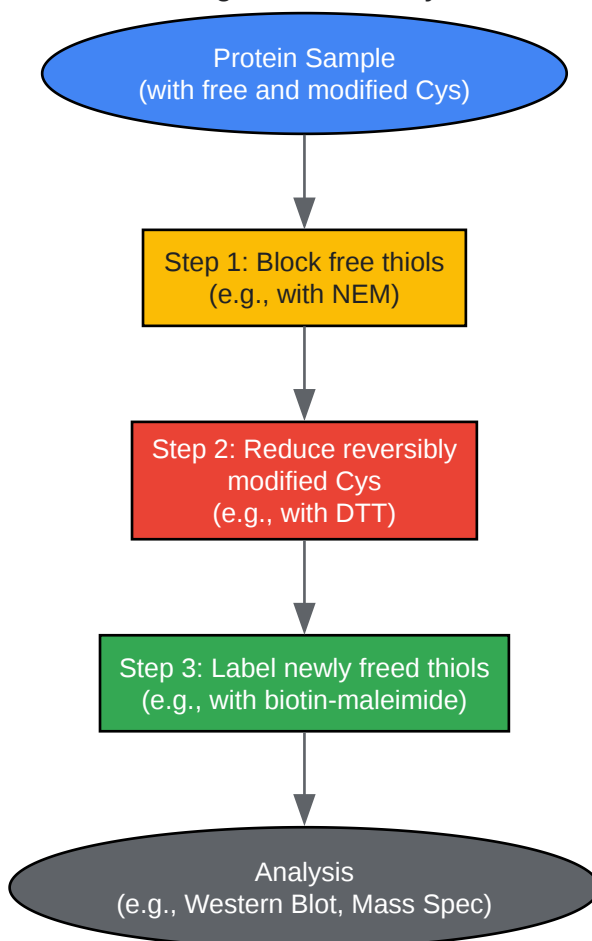 Protein Sample
(with free and modified Cys)
Step 1: Block free thiols
(e.g., with NEM)
Step 2: Reduce reversibly
modified Cys
(e.g., with DTT)
Step 3: Label newly freed thiols
(e.g., with biotin-maleimide)
Analysis
(e.g., Western Blot, Mass Spec)